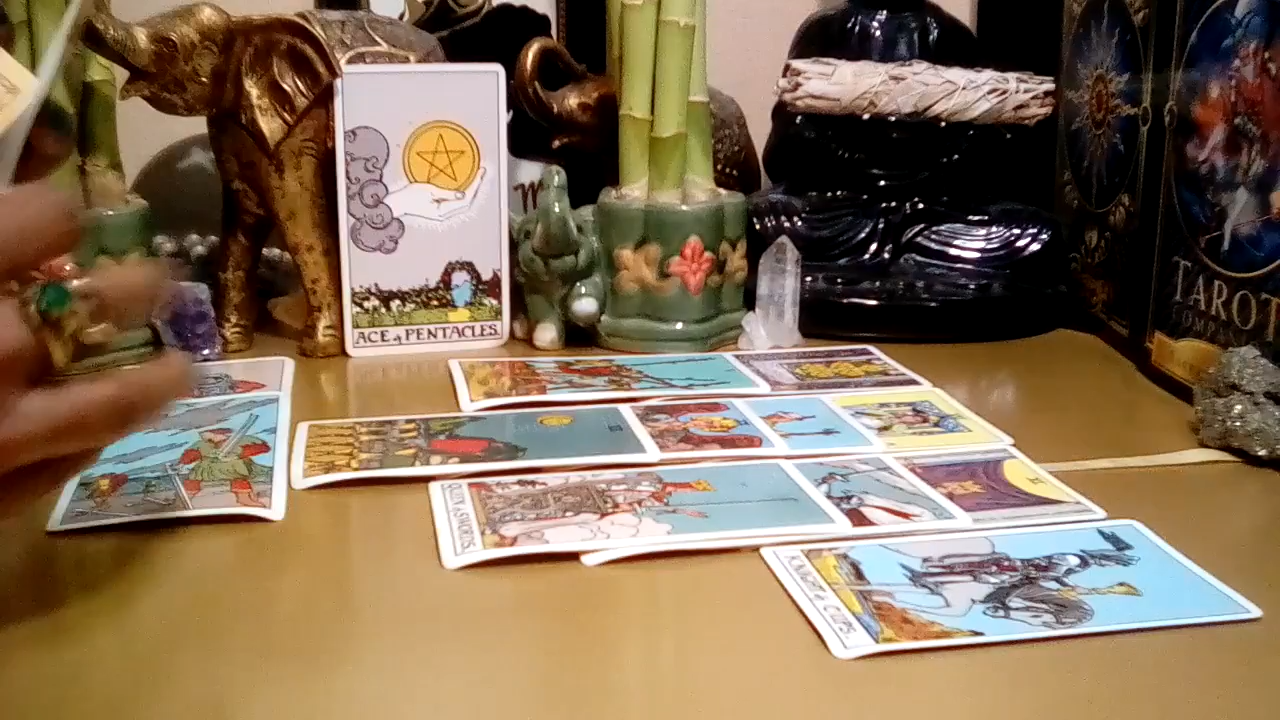 ACE of PENTACLES.
TAROT
QUEEN of SWORDS.
KNIGHT of CUPS.